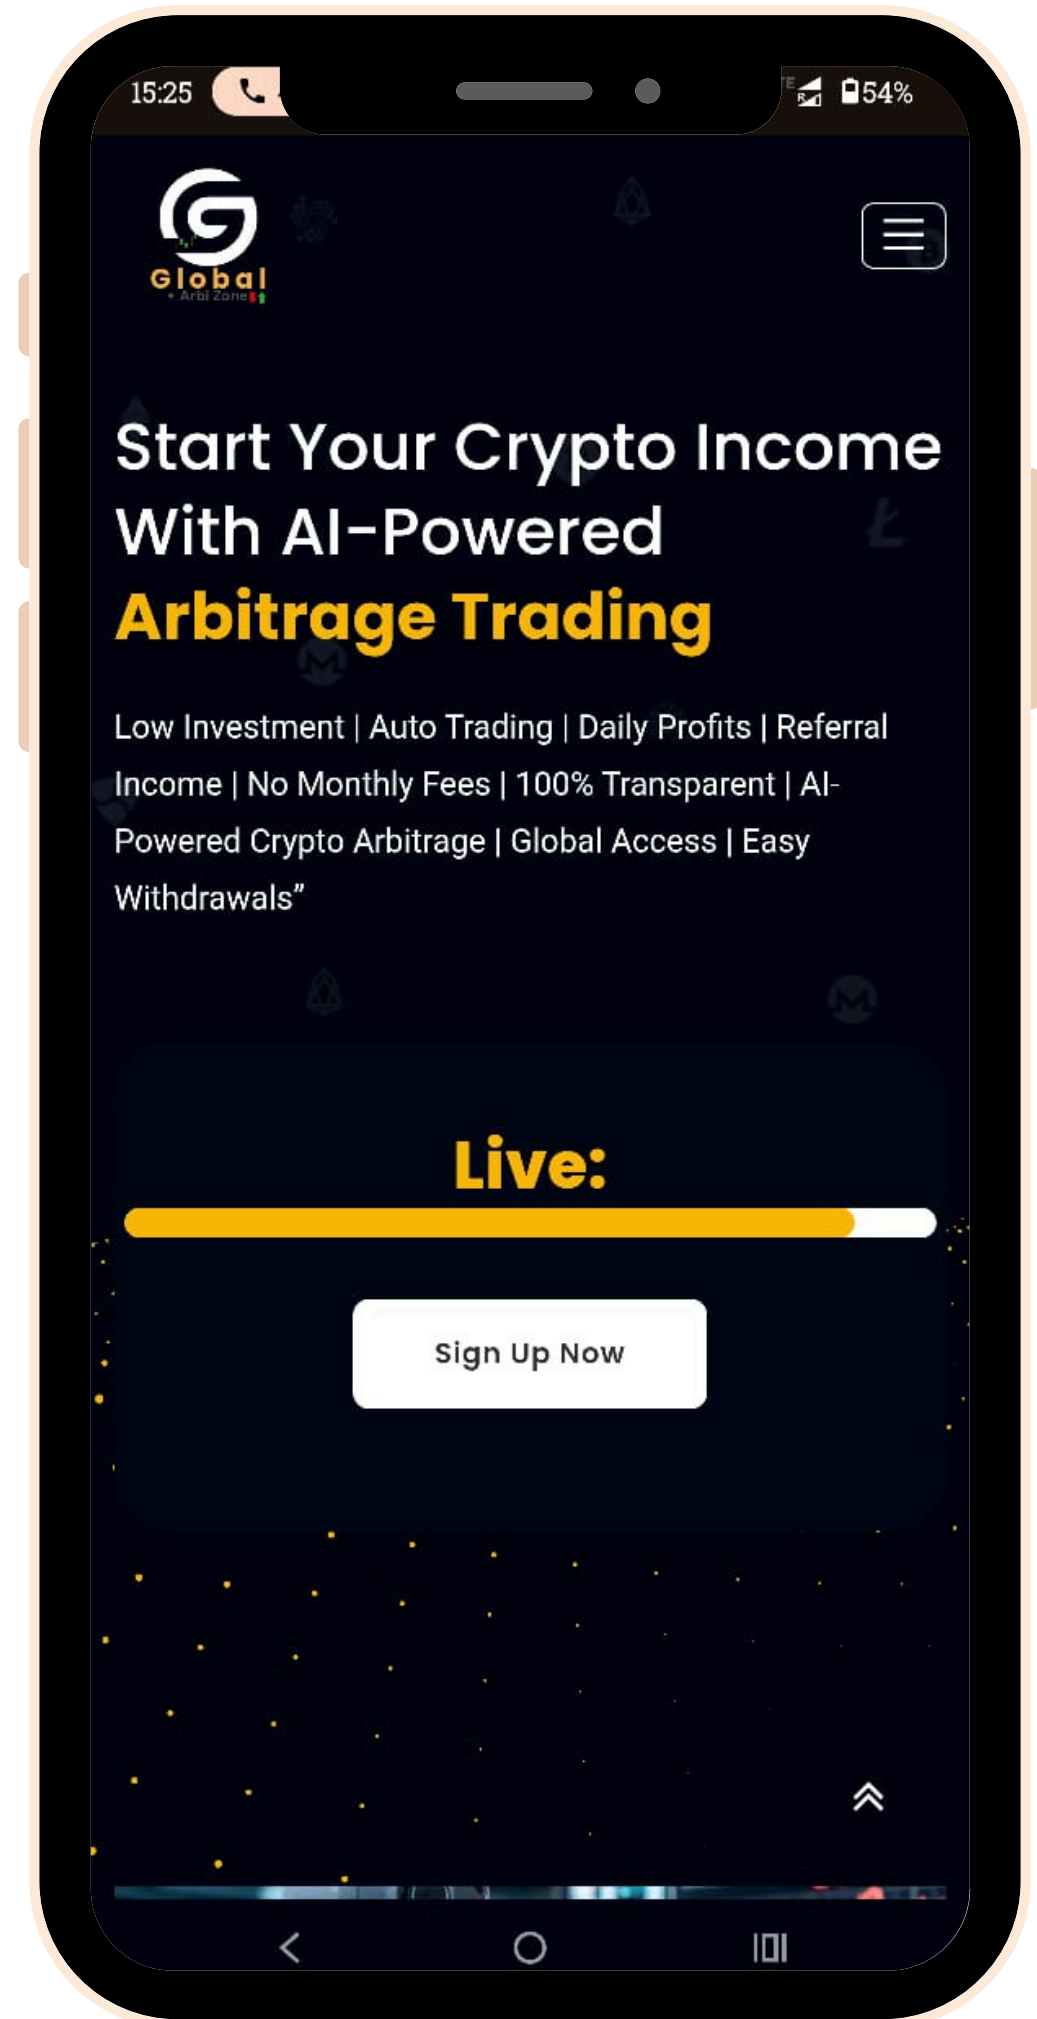 15:25
54%
R
Global
• Arbi Zone
Start Your Crypto Income
With AI-Powered
Arbitrage Trading
Low Investment | Auto Trading | Daily Profits | Referral
Income | No Monthly Fees | 100% Transparent | AI-
Powered Crypto Arbitrage | Global Access | Easy
Withdrawals”
Live:
Sign Up Now